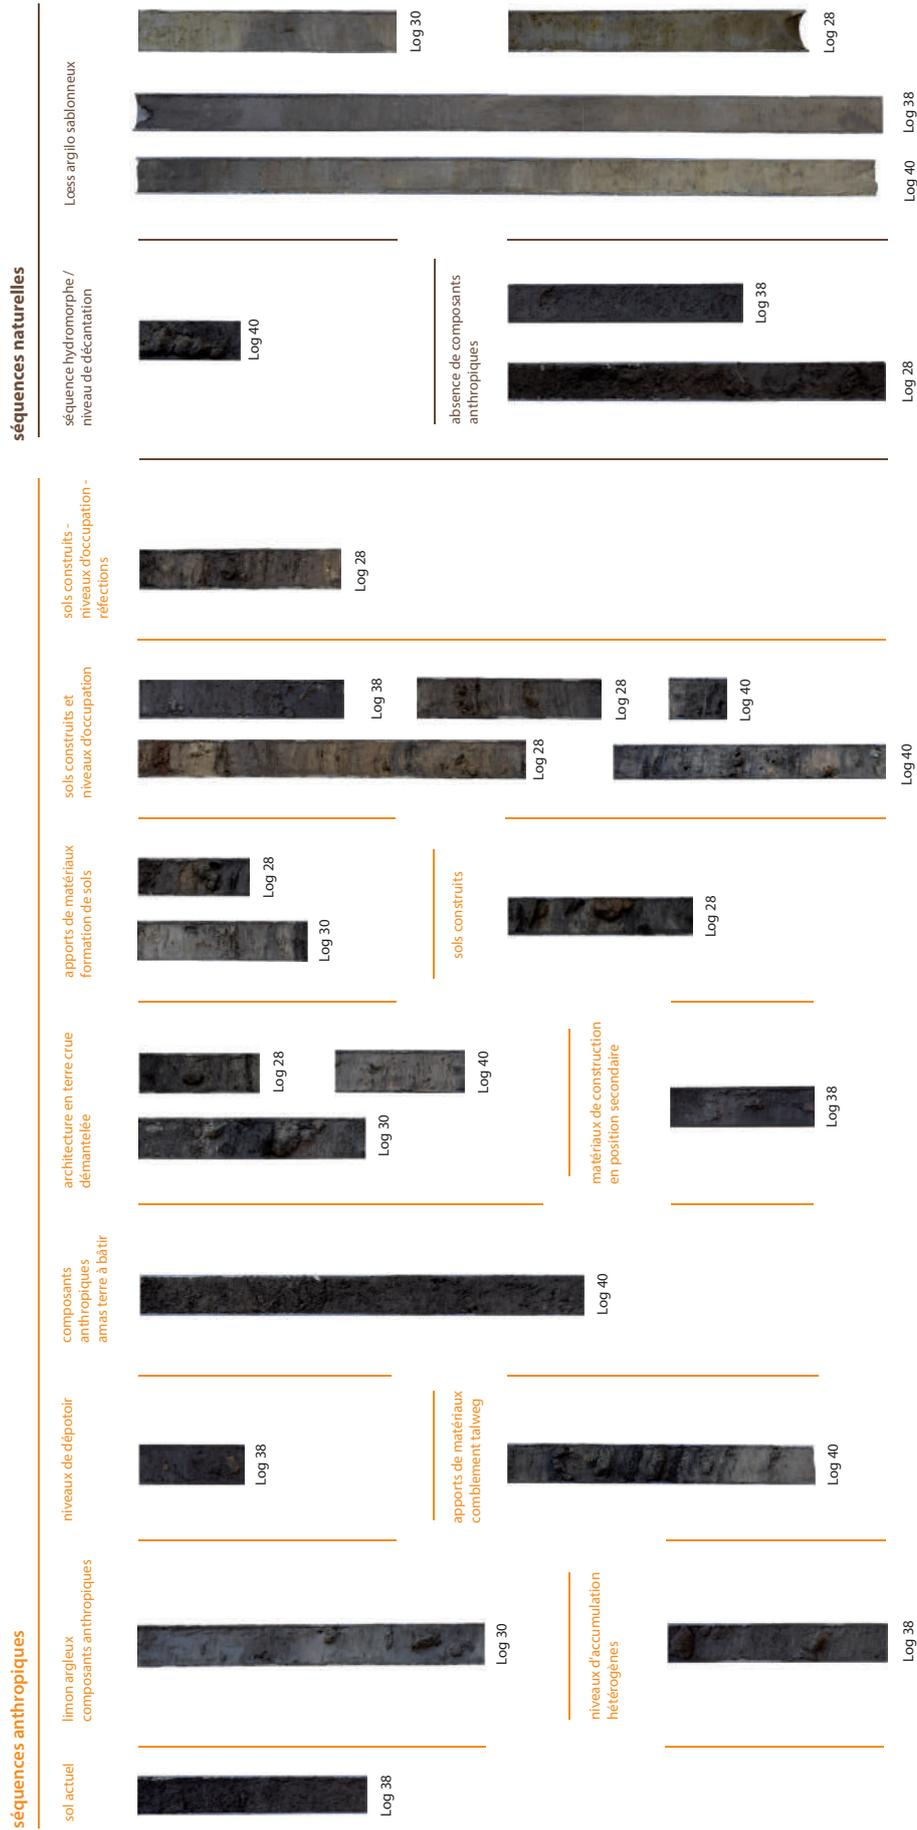 séquences anthropiques
sol actuel
Log 38
limon argleux
composants anthropiques
Log 30
niveaux d'accumulation
hétérogènes
Log 38
niveaux de dépotoir
Log 38
apports de matériaux
comblement talweg
Log 40
composants
anthropiques
amas terre à bâtir
Log 40
architecture en terre crue
démantelée
Log 30
Log 28
Log 40
matériaux de construction
en position secondaire
Log 38
apports de matériaux
formation de sols
Log 30
Log 28
sols construits
Log 28
sols construits et
niveaux d'occupation
Log 28
Log 38
Log 28
Log 40
Log 40
sols construits -
niveaux d'occupation -
réfections
Log 28
séquences naturelles
séquence hydromorphe /
niveau de décantation
Log 40
absence de composants
anthropiques
Log 28
Log 38
Lœss argilo sablonneux
Log 40
Log 38
Log 30
Log 28